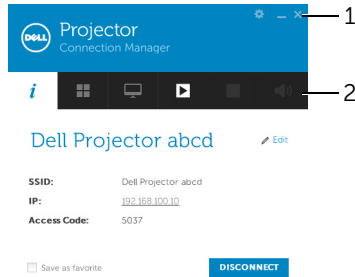 DELL
Projector
Connection Manager
1
i
2
Dell Projector abcd
Edit
SSID: Dell Projector abcd
IP: 192.168.100.10
Access Code: 5037
Save as favorite
DISCONNECT